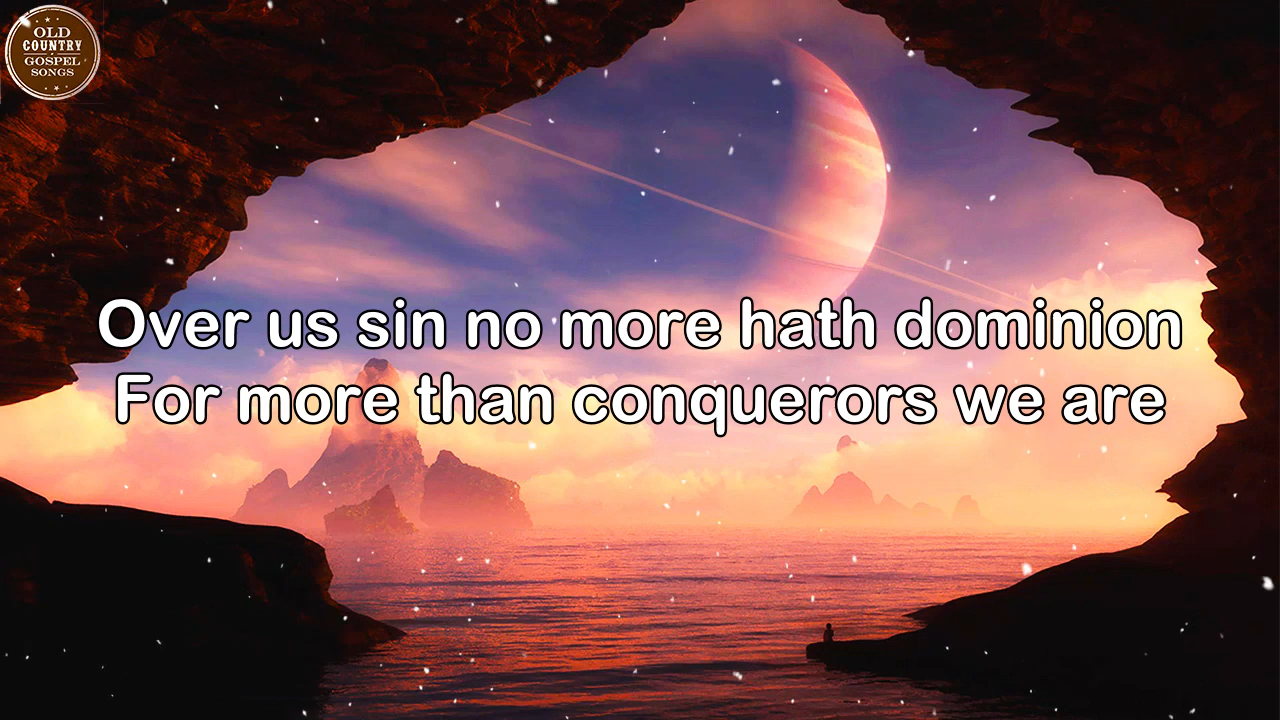 OLD
COUNTRY
GOSPEL
SONGS
Over us sin no more hath dominion
For more than conquerors we are